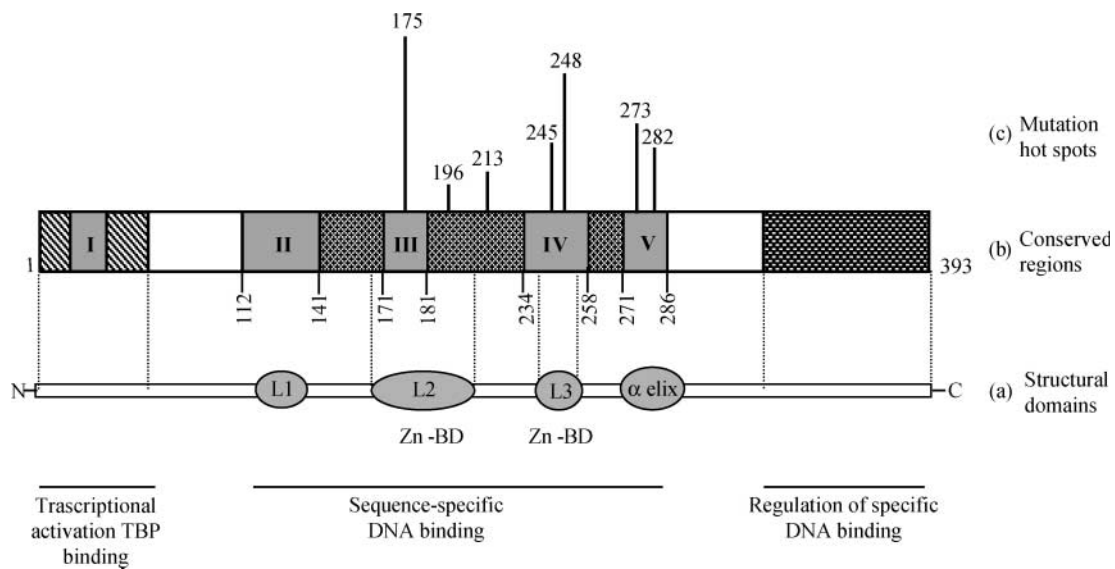 175
248
245
273
282
213
196
(c) Mutation
hot spots
I
II
III
IV
V
(b) Conserved
regions
1
393
112
141
171
181
234
258
271
286
N
L1
L2
L3
α elix
C
(a) Structural
domains
Zn -BD
Zn -BD
Trascriptional
activation TBP
binding
Sequence-specific
DNA binding
Regulation of specific
DNA binding